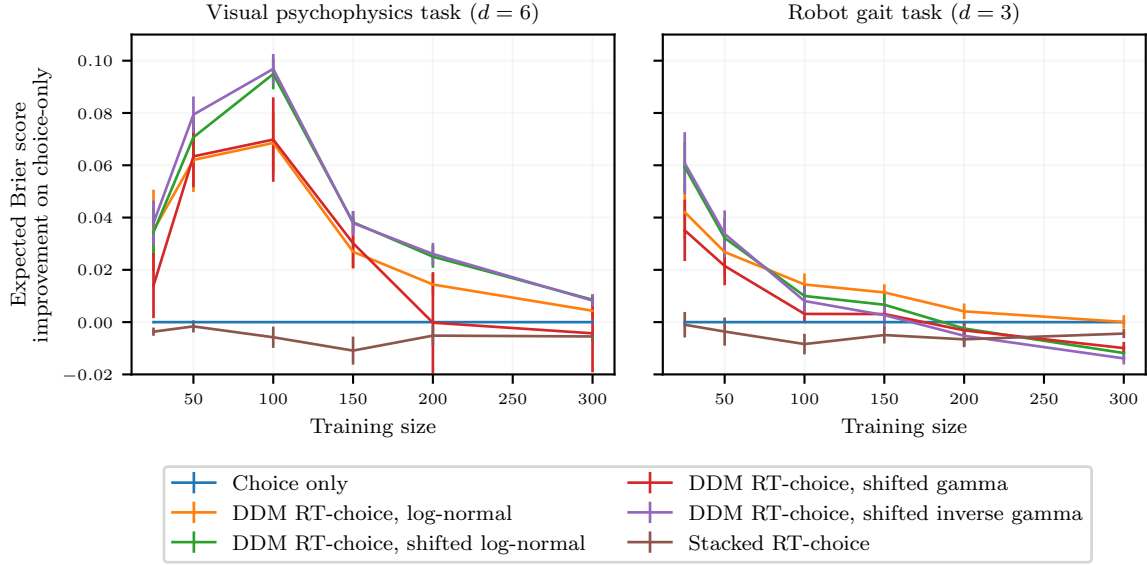 Visual psychophysics task (d = 6)
Robot gait task (d = 3)
Expected Brier score
improvement on choice-only
0.10
0.08
0.06
0.04
0.02
0.00
−0.02
50
100
150
200
250
300
50
100
150
200
250
300
Training size
Training size
Choice only
DDM RT-choice, log-normal
DDM RT-choice, shifted log-normal
DDM RT-choice, shifted gamma
DDM RT-choice, shifted inverse gamma
Stacked RT-choice